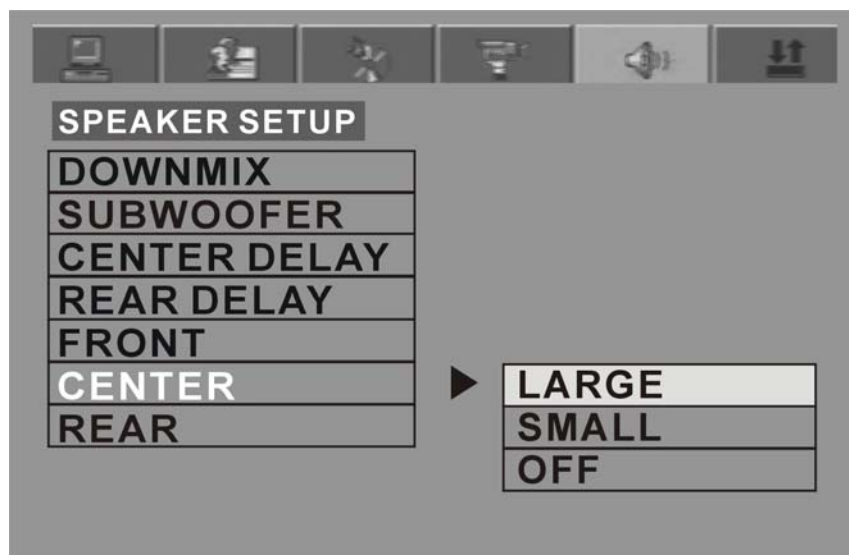 SPEAKER SETUP
DOWNMIX
SUBWOOFER
CENTER DELAY
REAR DELAY
FRONT
CENTER
REAR
LARGE
SMALL
OFF